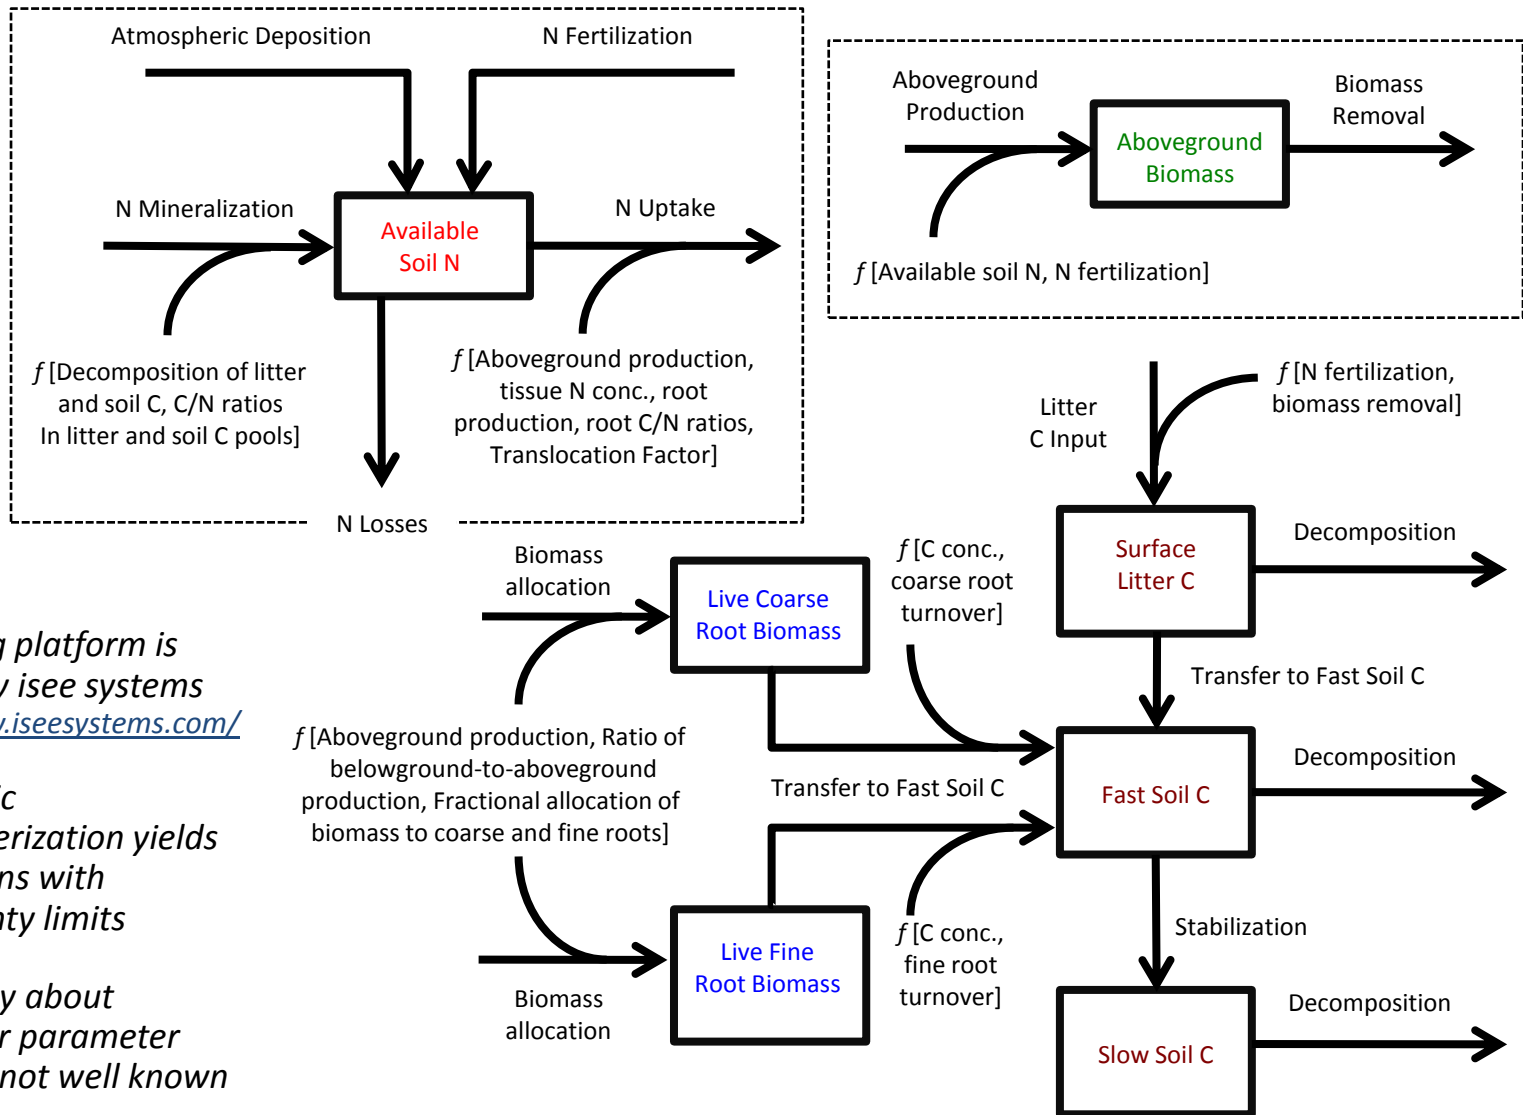 Atmospheric Deposition
N Fertilization
N Mineralization
Available
Soil N
N Uptake
f [Decomposition of litter
and soil C, C/N ratios
In litter and soil C pools]
f [Aboveground production,
tissue N conc., root
production, root C/N ratios,
Translocation Factor]
N Losses
Aboveground
Production
Aboveground
Biomass
Biomass
Removal
f [Available soil N, N fertilization]
Litter
C Input
f [N fertilization,
biomass removal]
Surface
Litter C
Decomposition
Transfer to Fast Soil C
Biomass
allocation
Live Coarse
Root Biomass
f [C conc.,
coarse root
turnover]
f [Aboveground production, Ratio of
belowground-to-aboveground
production, Fractional allocation of
biomass to coarse and fine roots]
Transfer to Fast Soil C
Fast Soil C
Decomposition
Biomass
allocation
Live Fine
Root Biomass
f [C conc.,
fine root
turnover]
Stabilization
Slow Soil C
Decomposition
platform is
isee systems
.iseesystems.com/
yields
with
limits
about
parameter
not well known